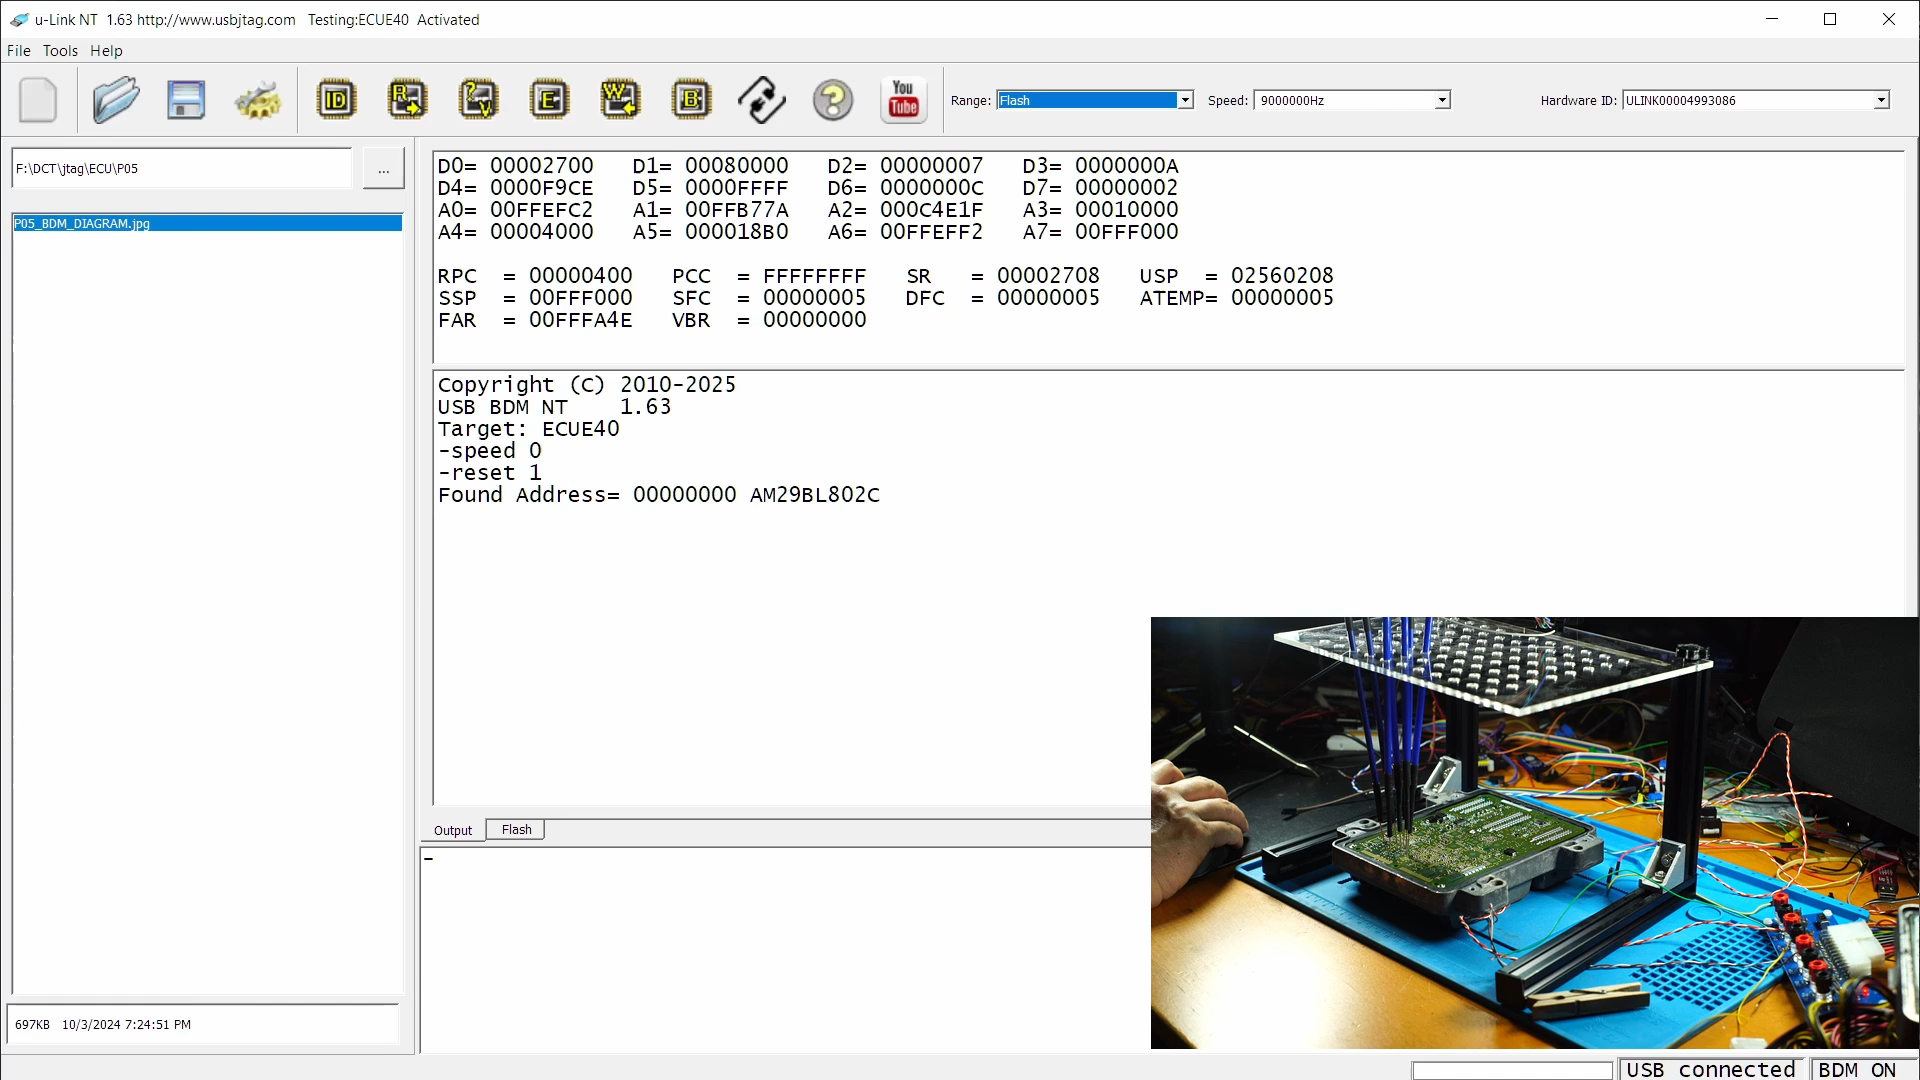 u-Link NT 1.63 http://www.usbjtag.com Testing:ECUE40 Activated
File Tools Help
ID R ? V E W B ? You Tube Range: Flash Speed: 9000000Hz Hardware ID: ULINK00004993086
F:\DCT\jtag\ECU\P05 ...
P05_BDM_DIAGRAM.jpg
D0= 00002700 D1= 00080000 D2= 00000007 D3= 0000000A
D4= 0000F9CE D5= 0000FFFF D6= 0000000C D7= 00000002
A0= 00FFEFC2 A1= 00FFB77A A2= 000C4E1F A3= 00010000
A4= 00004000 A5= 000018B0 A6= 00FFEFF2 A7= 00FFF000
RPC = 00000400 PCC = FFFFFFFF SR = 00002708 USP = 02560208
SSP = 00FFF000 SFC = 00000005 DFC = 00000005 ATEMP= 00000005
FAR = 00FFFA4E VBR = 00000000
Copyright (C) 2010-2025
USB BDM NT 1.63
Target: ECUE40
-speed 0
-reset 1
Found Address= 00000000 AM29BL802C
Output Flash
-
697KB 10/3/2024 7:24:51 PM
USB connected BDM ON